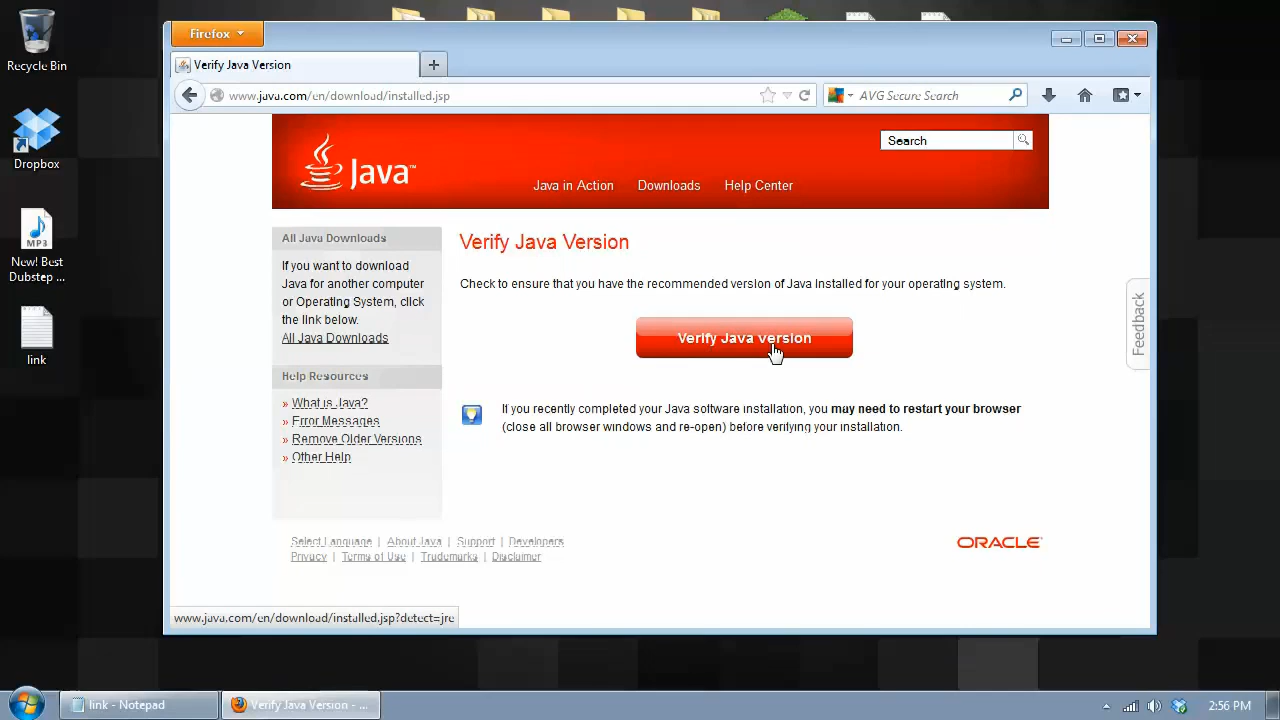 Recycle Bin
Dropbox
MP3
New! Best
Dubstep ...
link
Firefox
Verify Java Version
www.java.com/en/download/installed.jsp
AVG Secure Search
Java™
Search
Java in Action
Downloads
Help Center
All Java Downloads
If you want to download
Java for another computer
or Operating System, click
the link below.
All Java Downloads
Help Resources
» What is Java?
» Error Messages
» Remove Older Versions
» Other Help
Verify Java Version
Check to ensure that you have the recommended version of Java installed for your operating system.
Verify Java version
If you recently completed your Java software installation, you may need to restart your browser
(close all browser windows and re-open) before verifying your installation.
Feedback
Select Language | About Java | Support | Developers
Privacy | Terms of Use | Trademarks | Disclaimer
ORACLE
www.java.com/en/download/installed.jsp?detect=jre
link - Notepad
Verify Java Version - ...
2:56 PM